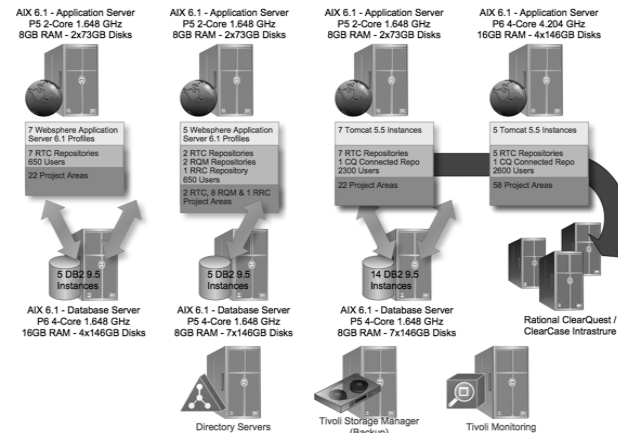 AIX 6.1 - Application Server
P5 2-Core 1.648 GHz
8GB RAM - 2x73GB Disks
AIX 6.1 - Application Server
P5 2-Core 1.648 GHz
8GB RAM - 2x73GB Disks
AIX 6.1 - Application Server
P5 2-Core 1.648 GHz
8GB RAM - 2x73GB Disks
AIX 6.1 - Application Server
P6 4-Core 4.204 GHz
16GB RAM - 4x146GB Disks
7 Websphere Application
Server 6.1 Profiles
7 RTC Repositories
650 Users
22 Project Areas
5 Websphere Application
Server 6.1 Profiles
2 RTC Repositories
2 RQM Repositories
1 RRC Repository
650 Users
2 RTC, 8 RQM & 1 RRC
Project Areas
7 Tomcat 5.5 Instances
7 RTC Repositories
1 CQ Connected Repo
2300 Users
22 Project Areas
5 Tomcat 5.5 Instances
5 RTC Repositories
1 CQ Connected Repo
2600 Users
58 Project Areas
5 DB2 9.5
Instances
5 DB2 9.5
Instances
14 DB2 9.5
Instances
AIX 6.1 - Database Server
P6 4-Core 1.648 GHz
16GB RAM - 4x146GB Disks
AIX 6.1 - Database Server
P5 4-Core 1.648 GHz
8GB RAM - 7x146GB Disks
AIX 6.1 - Database Server
P5 4-Core 1.648 GHz
8GB RAM - 7x146GB Disks
Rational ClearQuest /
ClearCase Intrastrure
Directory Servers
Tivoli Storage Manager
(Backup)
Tivoli Monitoring